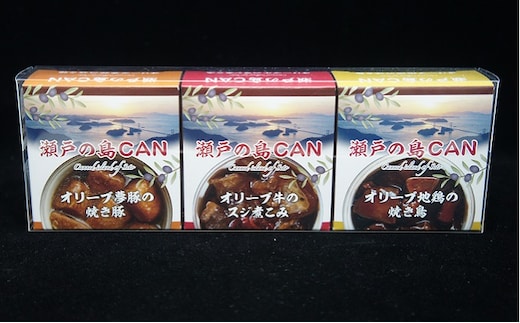 瀬戸の島CAN
オリーブ夢豚の
焼き豚
瀬戸の島CAN
オリーブ牛の
スジ煮こみ
瀬戸の島CAN
オリーブ地鶏の
焼き鳥